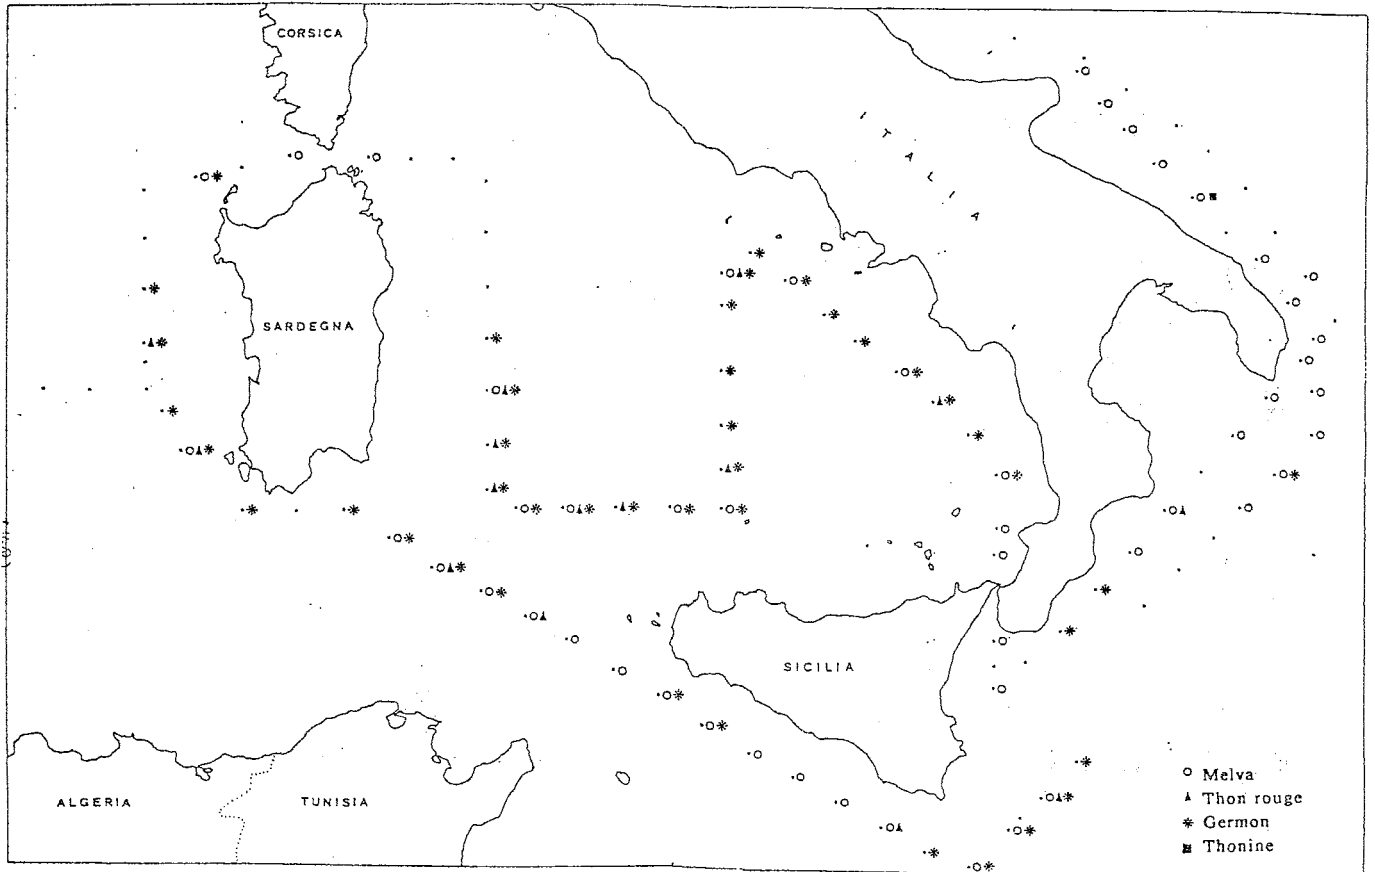 CORSICA
ITALIA
SARDEGNA
SICILIA
ALGERIA
TUNISIA
Melva
Thon rouge
Germon
Thonine